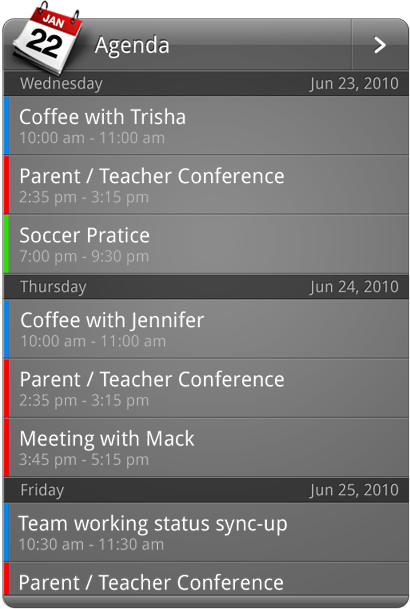 JAN
22
Agenda
Wednesday Jun 23, 2010
Coffee with Trisha
10:00 am - 11:00 am
Parent / Teacher Conference
2:35 pm - 3:15 pm
Soccer Pratice
7:00 pm - 9:30 pm
Thursday Jun 24, 2010
Coffee with Jennifer
10:00 am - 11:00 am
Parent / Teacher Conference
2:35 pm - 3:15 pm
Meeting with Mack
3:45 pm - 5:15 pm
Friday Jun 25, 2010
Team working status sync-up
10:30 am - 11:30 am
Parent / Teacher Conference